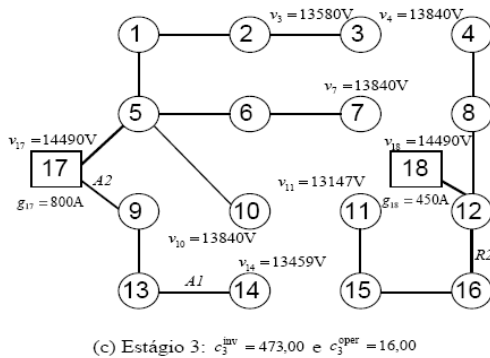 v₃ =13580V
v₄ =13840V
1
2
3
4
v₇ =13840V
5
6
7
8
v₁₇ =14490V
v₁₈ =14490V
17
A2
v₁₁ =13147V
18
g₁₇ = 800A
9
10
11
g₁₈ = 450A
12
v₁₀ =13840V
v₁₄ =13459V
R2
13
A1
14
15
16
(c) Estágio 3: c₃ⁱⁿᵛ = 473,00 e c₃ᵒᵖᵉʳ = 16,00